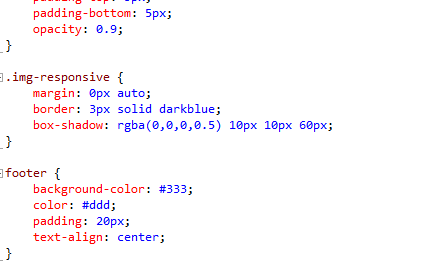 padding-bottom: 5px;
opacity: 0.9;
}
.img-responsive {
margin: 0px auto;
border: 3px solid darkblue;
box-shadow: rgba(0,0,0,0.5) 10px 10px 60px;
}
footer {
background-color: #333;
color: #ddd;
padding: 20px;
text-align: center;
}